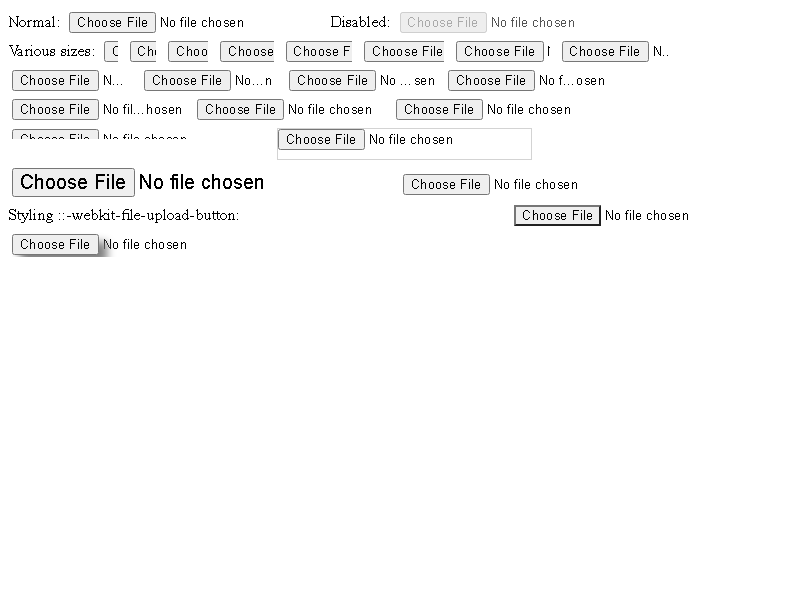 Normal: Choose File No file chosen Disabled: Choose File No file chosen
Various sizes: C Cho Choo Choose Choose F Choose File Choose File Choose File N..
Choose File N... Choose File No...n Choose File No ...sen Choose File No f...osen
Choose File No fil...hosen Choose File No file chosen Choose File No file chosen
Choose File No file chosen Choose File No file chosen
Choose File No file chosen Choose File No file chosen
Styling ::-webkit-file-upload-button: Choose File No file chosen
Choose File No file chosen